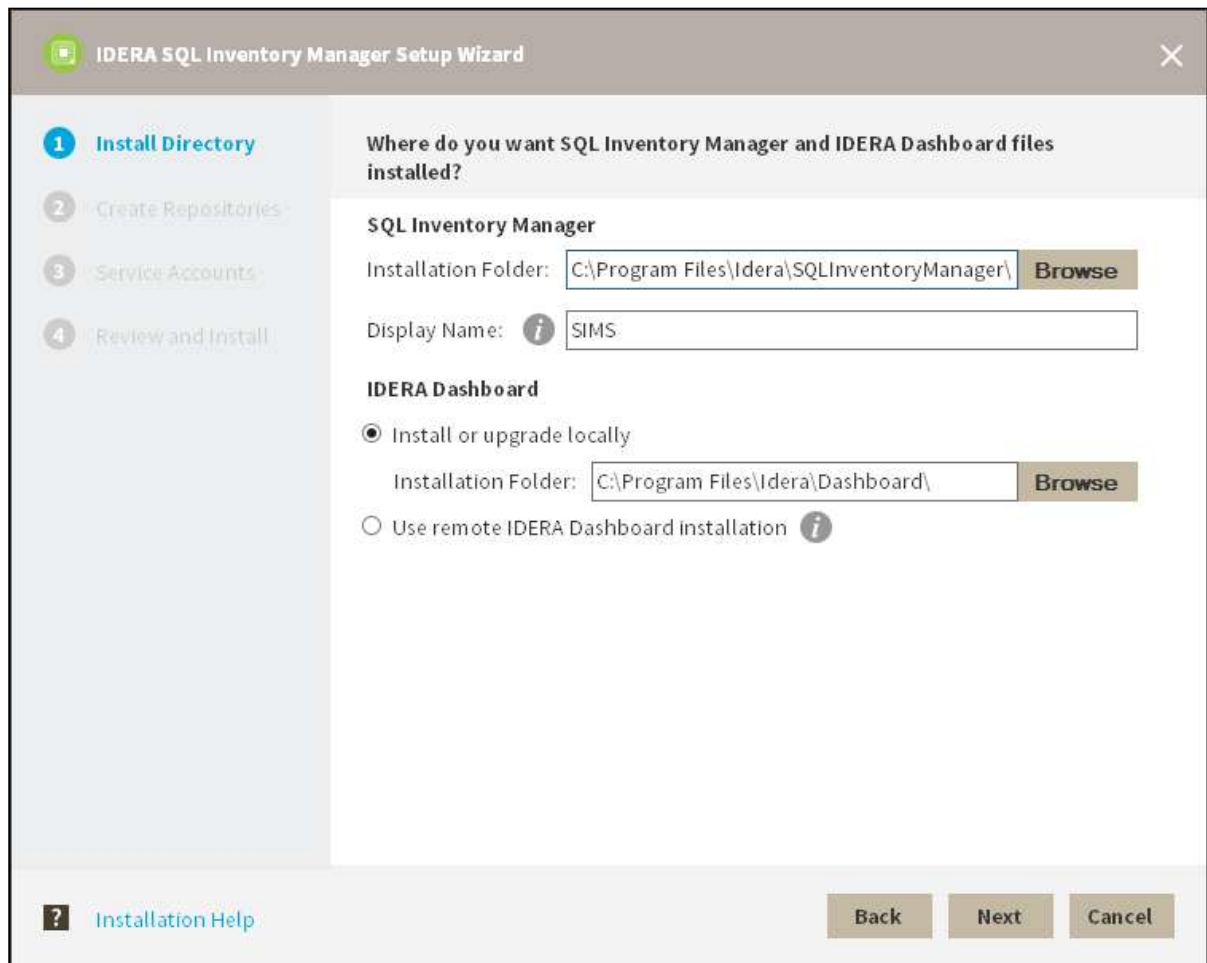 IDERA SQL Inventory Manager Setup Wizard
1 Install Directory
2 Create Repositories
3 Service Accounts
4 Review and Install
Where do you want SQL Inventory Manager and IDERA Dashboard files
installed?
SQL Inventory Manager
Installation Folder: C:\Program Files\Idera\SQLInventoryManager\ Browse
Display Name: i SIMS
IDERA Dashboard
Install or upgrade locally
Installation Folder: C:\Program Files\Idera\Dashboard\ Browse
Use remote IDERA Dashboard installation i
? Installation Help
Back Next Cancel